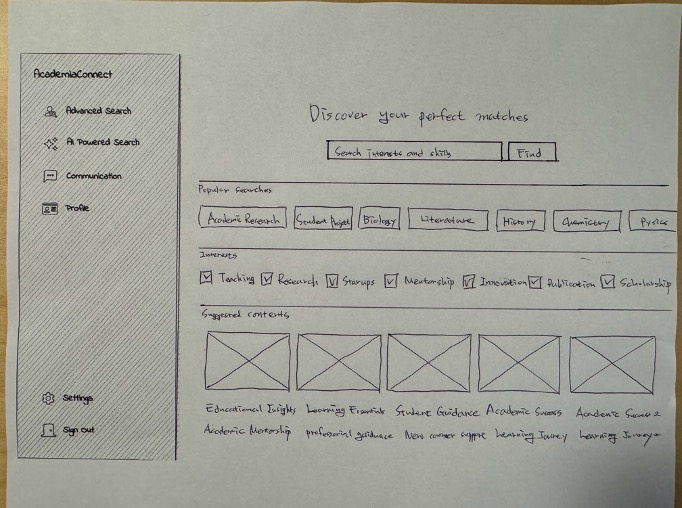 AcademiaConnect
Advanced Search
AI Powered Search
Communication
Profile
Settings
Sign out
Discover your perfect matches
Search interests and skills
Find
Popular searches
Academic Research Student Projet Biology Literature History Chemistry Pysics
Interests
Teaching Research Starups Mentorship Innovation Publication Scholarship
Suggested contents
Educational Insights Learning Essentials Student Guidance Academic Success Academic Success 2
Academic Mentorship professional guidance New comer support Learning Journey Learning Journey